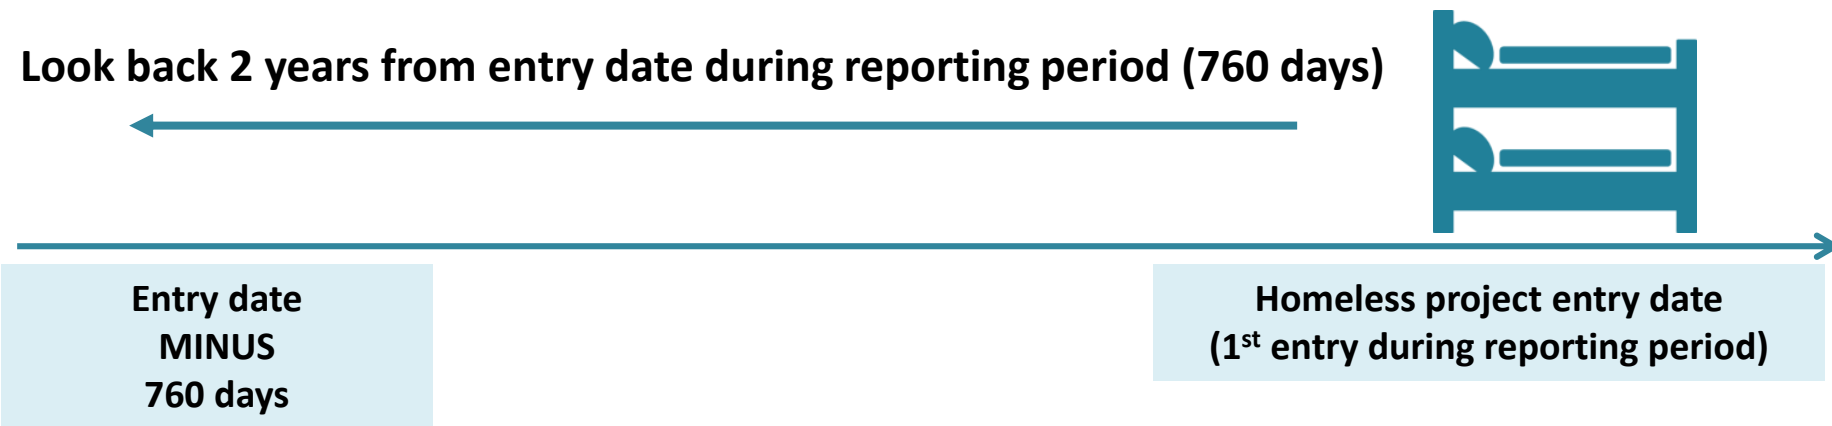 Look back 2 years from entry date during reporting period (760 days)
Entry date
MINUS
760 days
Homeless project entry date
(1st entry during reporting period)